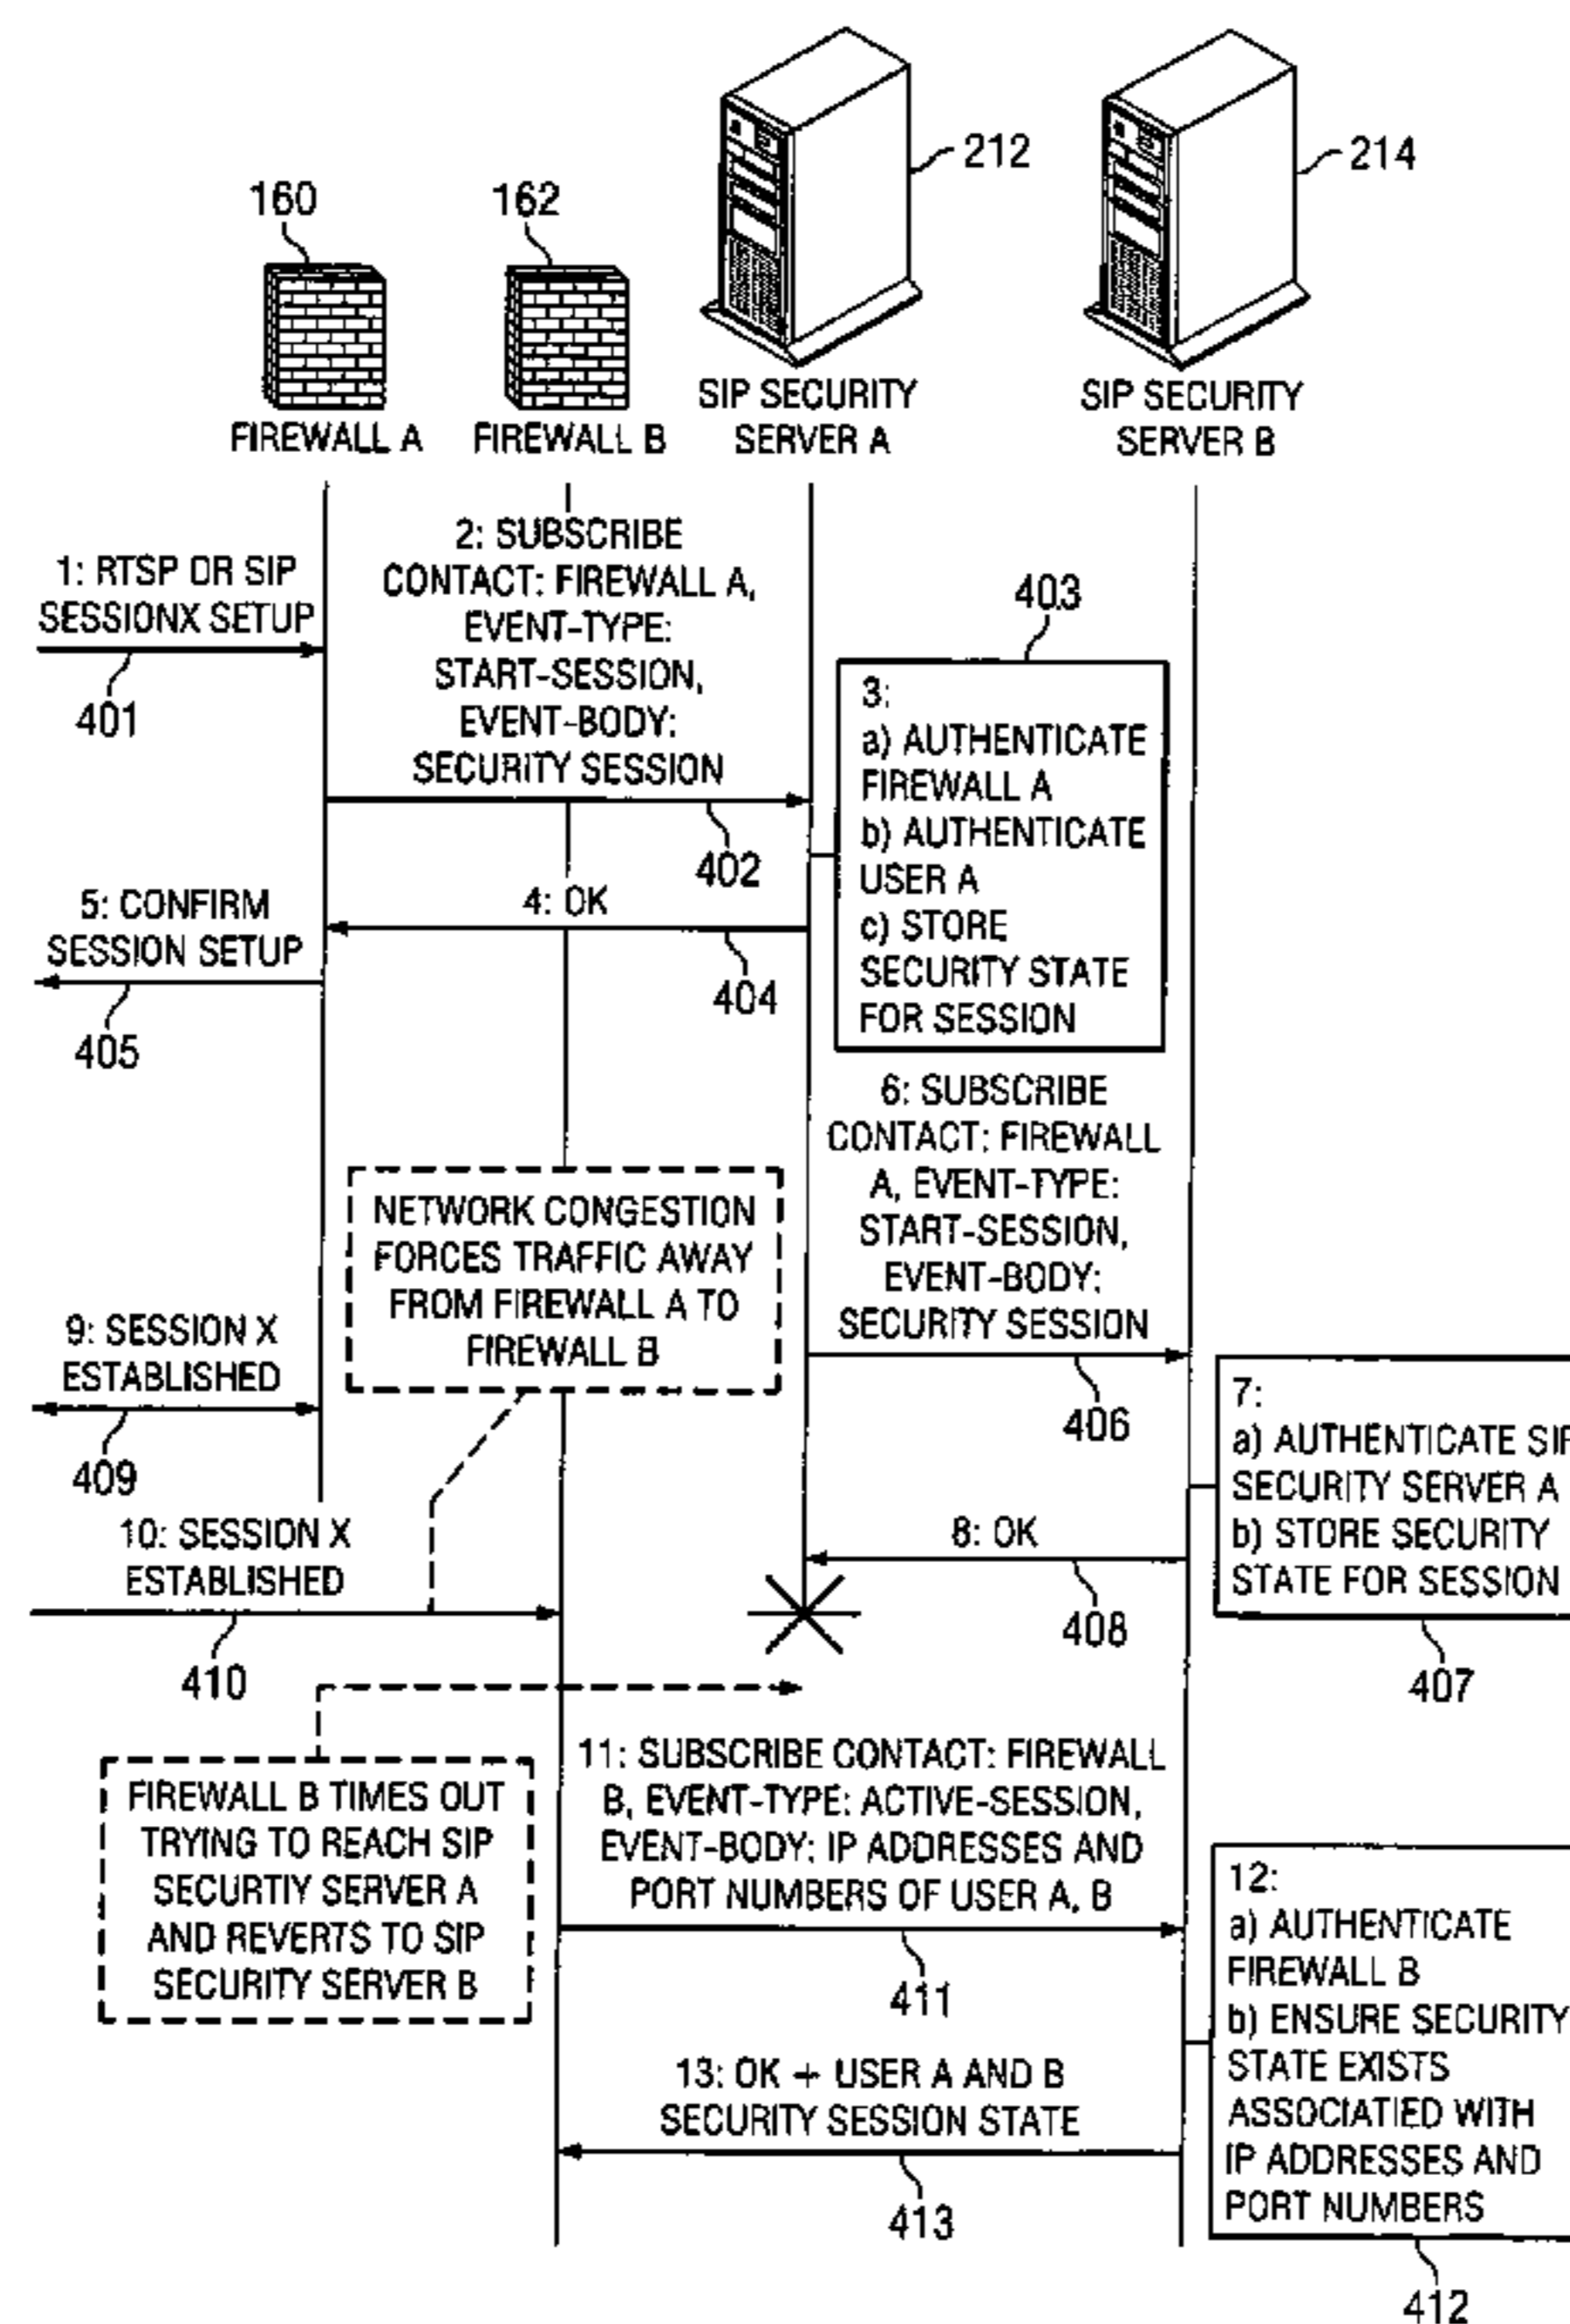 212
214
160
162
FIREWALL A
FIREWALL B
SIP SECURITY
SERVER A
SIP SECURITY
SERVER B
1: RTSP OR SIP
SESSIONX SETUP
401
2: SUBSCRIBE
CONTACT: FIREWALL A,
EVENT-TYPE:
START-SESSION,
EVENT-BODY:
SECURITY SESSION
402
403
3:
a) AUTHENTICATE
FIREWALL A
b) AUTHENTICATE
USER A
c) STORE
SECURITY STATE
FOR SESSION
4: OK
404
5: CONFIRM
SESSION SETUP
405
6: SUBSCRIBE
CONTACT: FIREWALL
A, EVENT-TYPE:
START-SESSION,
EVENT-BODY:
SECURITY SESSION
406
NETWORK CONGESTION
FORCES TRAFFIC AWAY
FROM FIREWALL A TO
FIREWALL B
7:
a) AUTHENTICATE SIP
SECURITY SERVER A
b) STORE SECURITY
STATE FOR SESSION
407
8: OK
408
9: SESSION X
ESTABLISHED
409
10: SESSION X
ESTABLISHED
410
FIREWALL B TIMES OUT
TRYING TO REACH SIP
SECURTIY SERVER A
AND REVERTS TO SIP
SECURITY SERVER B
11: SUBSCRIBE CONTACT: FIREWALL
B, EVENT-TYPE: ACTIVE-SESSION,
EVENT-BODY: IP ADDRESSES AND
PORT NUMBERS OF USER A, B
411
12:
a) AUTHENTICATE
FIREWALL B
b) ENSURE SECURITY
STATE EXISTS
ASSOCIATIED WITH
IP ADDRESSES AND
PORT NUMBERS
412
13: OK + USER A AND B
SECURITY SESSION STATE
413